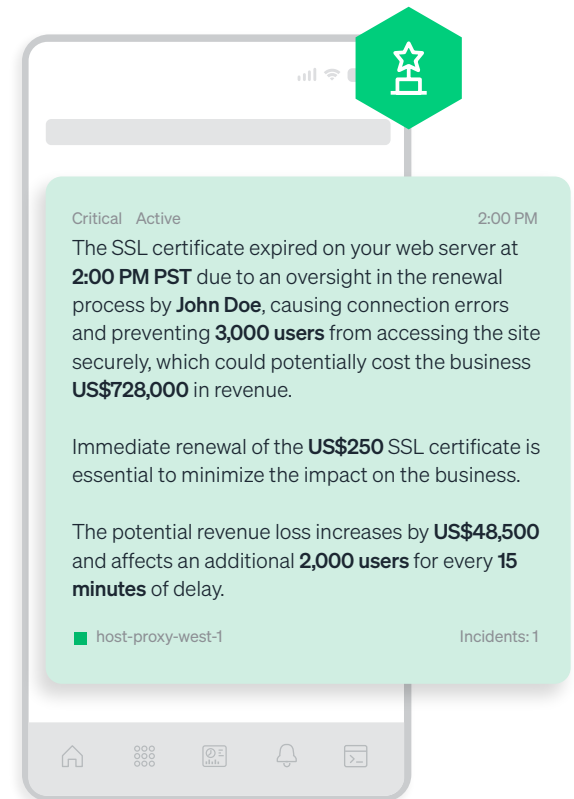 Critical Active 2:00 PM
The SSL certificate expired on your web server at
2:00 PM PST due to an oversight in the renewal
process by John Doe, causing connection errors
and preventing 3,000 users from accessing the site
securely, which could potentially cost the business
US$728,000 in revenue.
Immediate renewal of the US$250 SSL certificate is
essential to minimize the impact on the business.
The potential revenue loss increases by US$48,500
and affects an additional 2,000 users for every 15
minutes of delay.
host-proxy-west-1 Incidents: 1